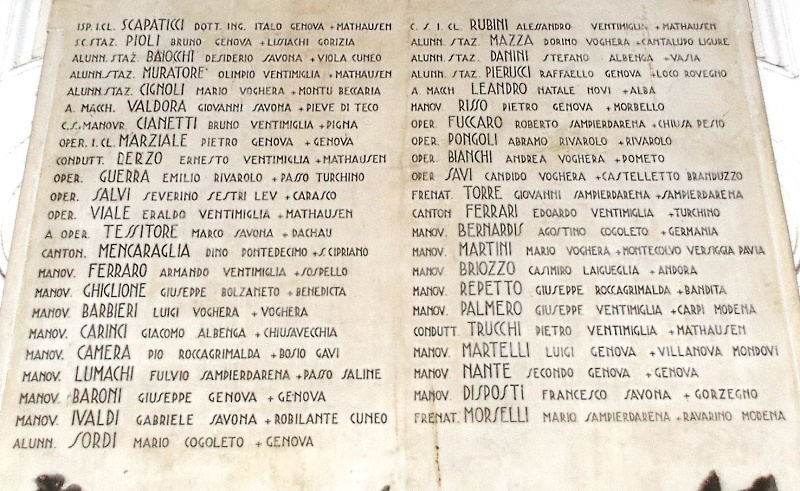 ISP. I.CL. SCAPATICCI DOTT. ING. ITALO GENOVA + MATHAUSEN
SC. STAZ. PIOLI BRUNO GENOVA + LISSIACHI GORIZIA
ALUNN. STAZ. BAIOCCHI DESIDERIO SAVONA + VIOLA CUNEO
ALUNN. STAZ. MURATORE OLIMPIO VENTIMIGLIA + MATHAUSEN
ALUNN. STAZ. CIGNOLI MARIO VOGHERA + MONTU BECCARIA
A. MACCH. VALDORA GIOVANNI SAVONA + PIEVE DI TECO
C.S. MANOVR. CIANETTI BRUNO VENTIMIGLIA + PIGNA
OPER. I. CL. MARZIALE PIETRO GENOVA + GENOVA
CONDUTT. DERZO ERNESTO VENTIMIGLIA + MATHAUSEN
OPER. GUERRA EMILIO RIVAROLO + PASSO TURCHINO
OPER. SALVI SEVERINO SESTRI LEV + CARASCO
OPER. VIALE ERALDO VENTIMIGLIA + MATHAUSEN
A. OPER. TESSITORE MARCO SAVONA + DACHAU
CANTON. MENCARAGLIA DINO PONTEDECIMO + S. CIPRIANO
MANOV. FERRARO ARMANDO VENTIMIGLIA + SOSPELLO
MANOV. GHIGLIONE GIUSEPPE BOLZANETO + BENEDICTA
MANOV. BARBIERI LUIGI VOGHERA + VOGHERA
MANOV. CARINCI GIACOMO ALBENGA + CHIUSAVECCHIA
MANOV. CAMERA PIO ROCCAGRIMALDA + BOSIO GAVI
MANOV. LUMACHI FULVIO SAMPIERDARENA + PASSO SALINE
MANOV. BARONI GIUSEPPE GENOVA + GENOVA
MANOV. IVALDI GABRIELE SAVONA + ROBILANTE CUNEO
ALUNN. SORDI MARIO COGOLETO + GENOVA
C. S. I. CL. RUBINI ALESSANDRO VENTIMIGLIA + MATHAUSEN
ALUNN. STAZ. MAZZA DORINO VOGHERA + CANTALUPO LIGURE
ALUNN. STAZ. DANINI STEFANO ALBENGA + VASIA
ALUNN. STAZ. PIERUCCI RAFFAELLO GENOVA + LOCO ROVEGNO
A. MACCH LEANDRO NATALE NOVI + ALBA
MANOV. RISSO PIETRO GENOVA + MORBELLO
OPER. FUCCARO ROBERTO SAMPIERDARENA + CHIUSA PESIO
OPER. PONGOLI ABRAMO RIVAROLO + RIVAROLO
OPER. BIANCHI ANDREA VOGHERA + POMETO
OPER SAVI CANDIDO VOGHERA + CASTELLETTO BRANDUZZO
FRENAT. TORRE GIOVANNI SAMPIERDARENA + SAMPIERDARENA
CANTON FERRARI EDOARDO VENTIMIGLIA + TURCHINO
MANOV. BERNARDIS AGOSTINO COGOLETO + GERMANIA
MANOV. MARTINI MARIO VOGHERA + MONTECOLVO VERSIGGIA PAVIA
MANOV. BRIOZZO CASIMIRO LAIGUEGLIA + ANDORA
MANOV. REPETTO GIUSEPPE ROCCAGRIMALDA + BANDITA
MANOV. PALMERO GIUSEPPE VENTIMIGLIA + CARPI MODENA
CONDUTT. TRUCCHI PIETRO VENTIMIGLIA + MATHAUSEN
MANOV. MARTELLI LUIGI GENOVA + VILLANOVA MONDOVI
MANOV. NANTE SECONDO GENOVA + GENOVA
MANOV. DISPOSTI FRANCESCO SAVONA + GORZEGNO
FRENAT. MORSELLI MARIO SAMPIERDARENA + RAVARINO MODENA